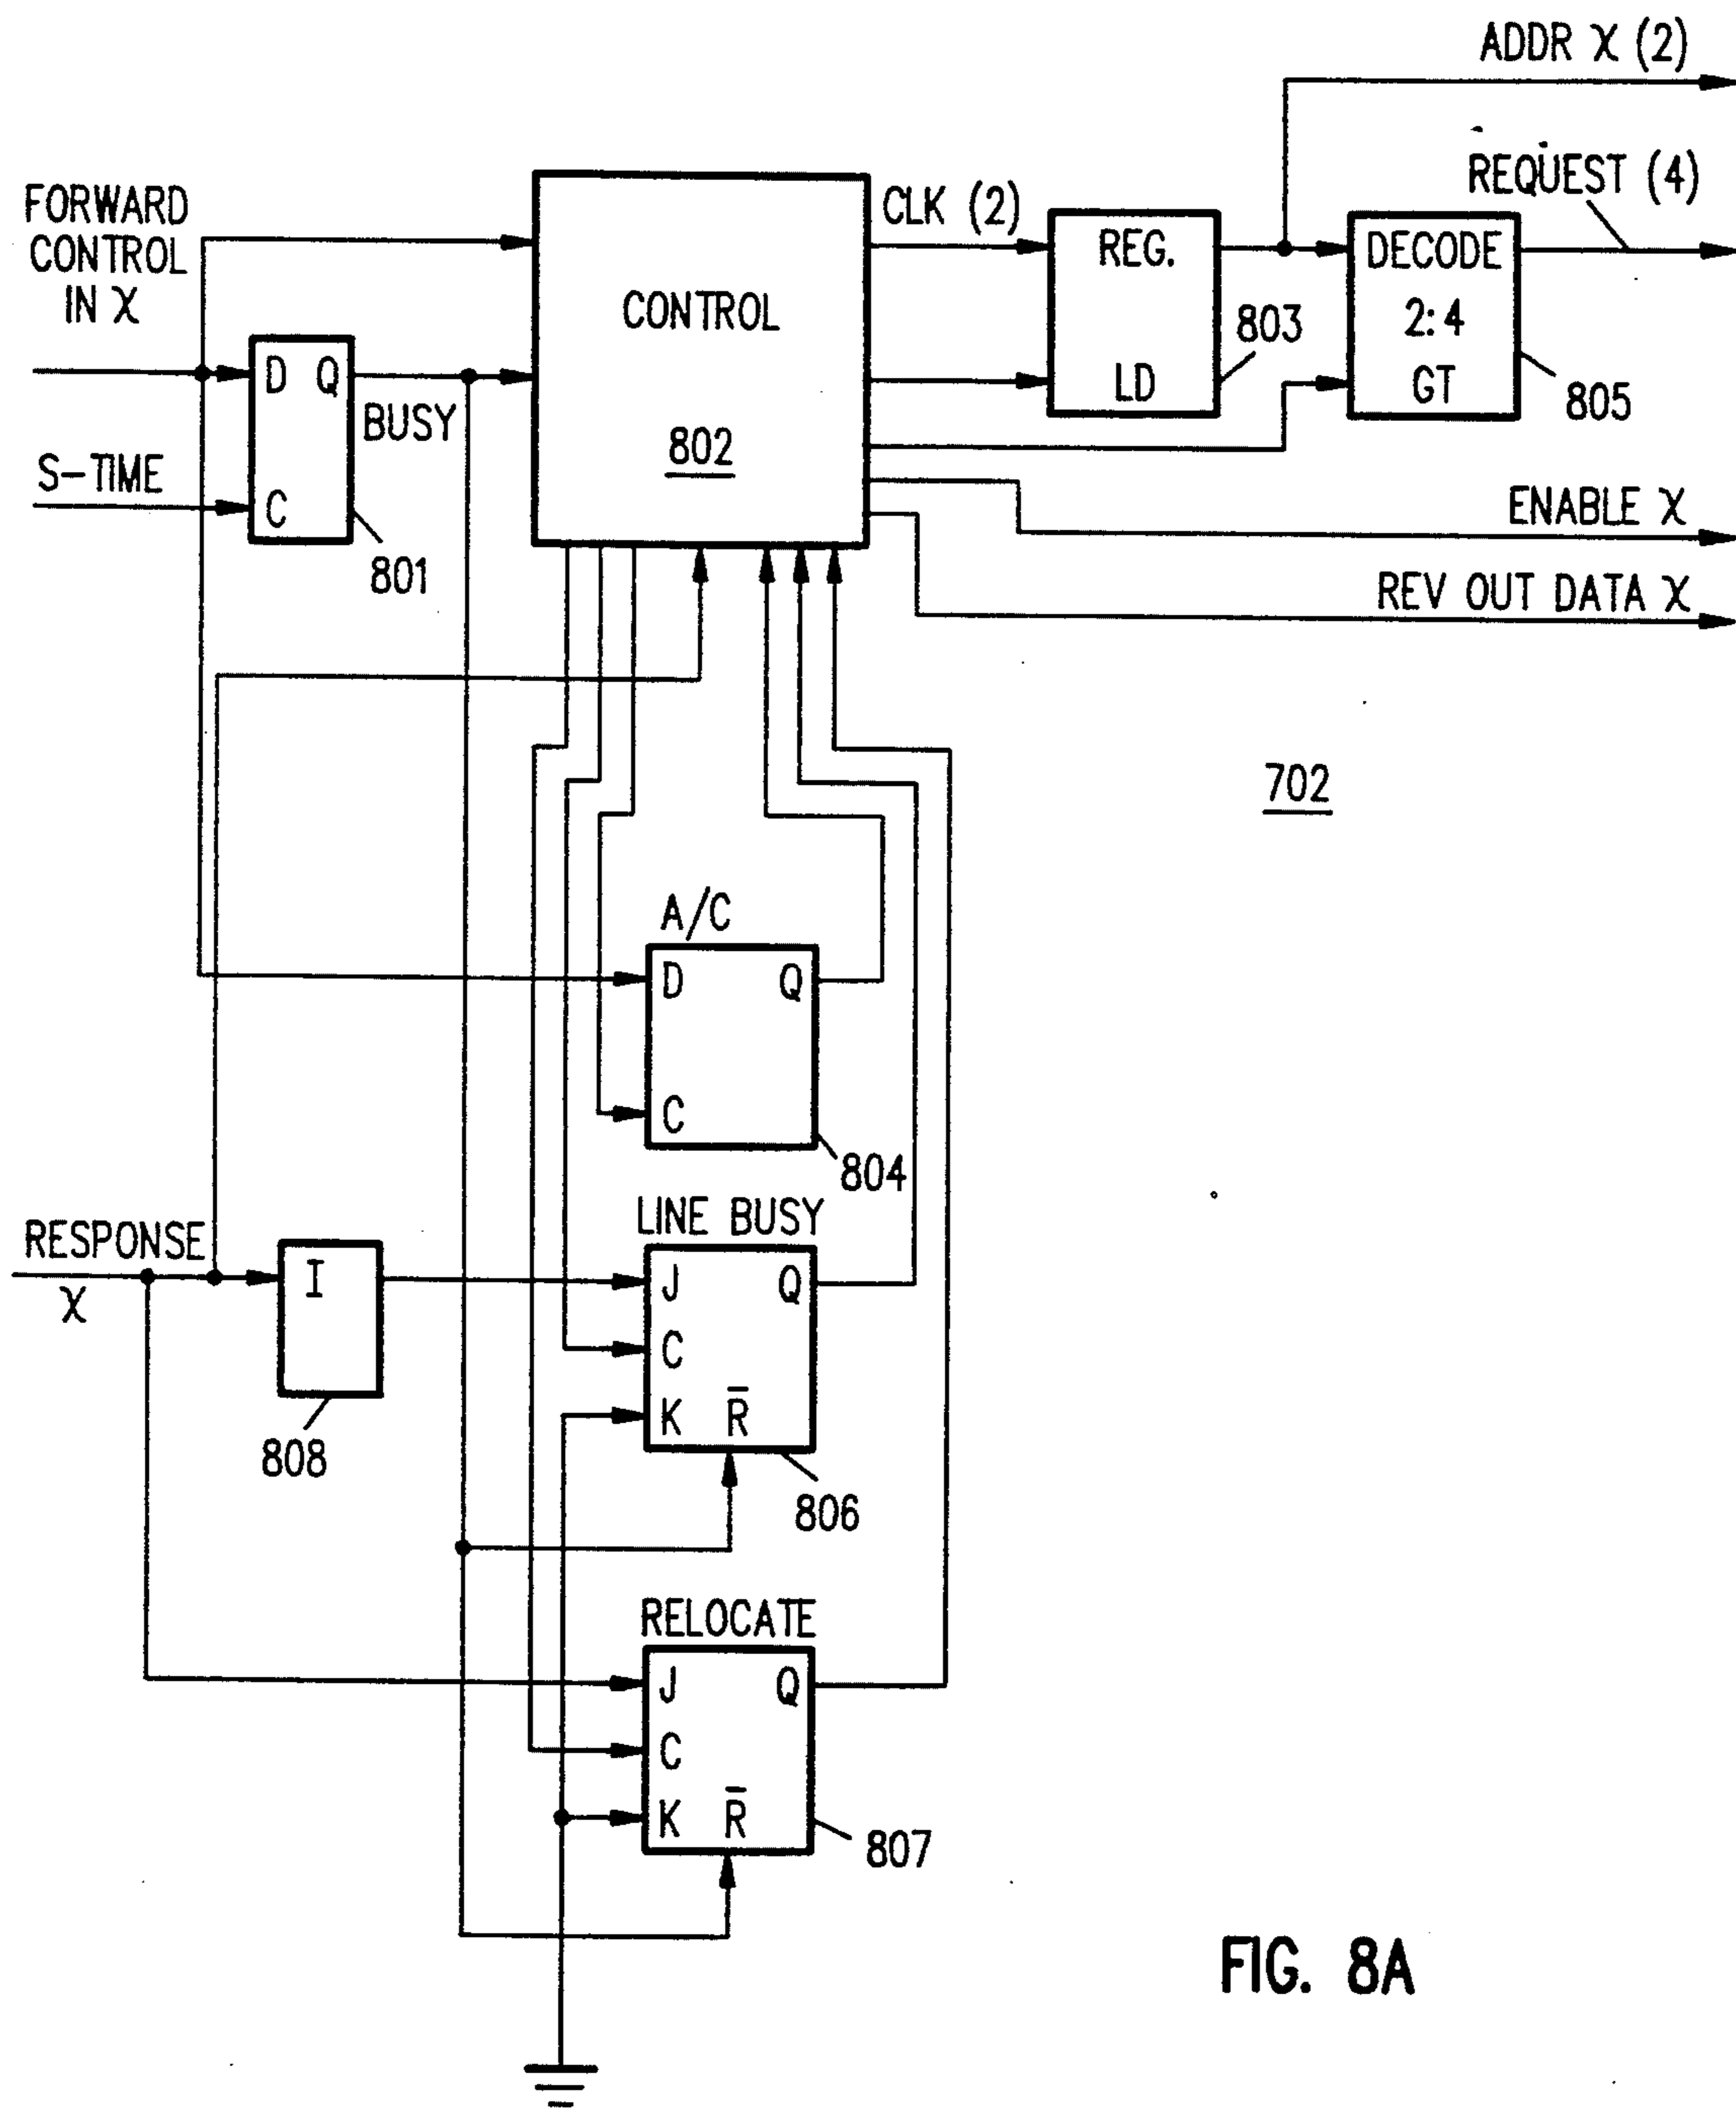 ADDR χ (2)
REQUEST (4)
FORWARD
CONTROL
IN χ
CLK (2)
REG.
LD
803
DECODE
2:4
GT
805
CONTROL
802
D Q
C
BUSY
801
S-TIME
ENABLE χ
REV OUT DATA χ
702
A/C
D Q
C
804
RESPONSE
χ
I
808
LINE BUSY
J Q
C
K R̅
806
RELOCATE
J Q
C
K R̅
807
FIG. 8A